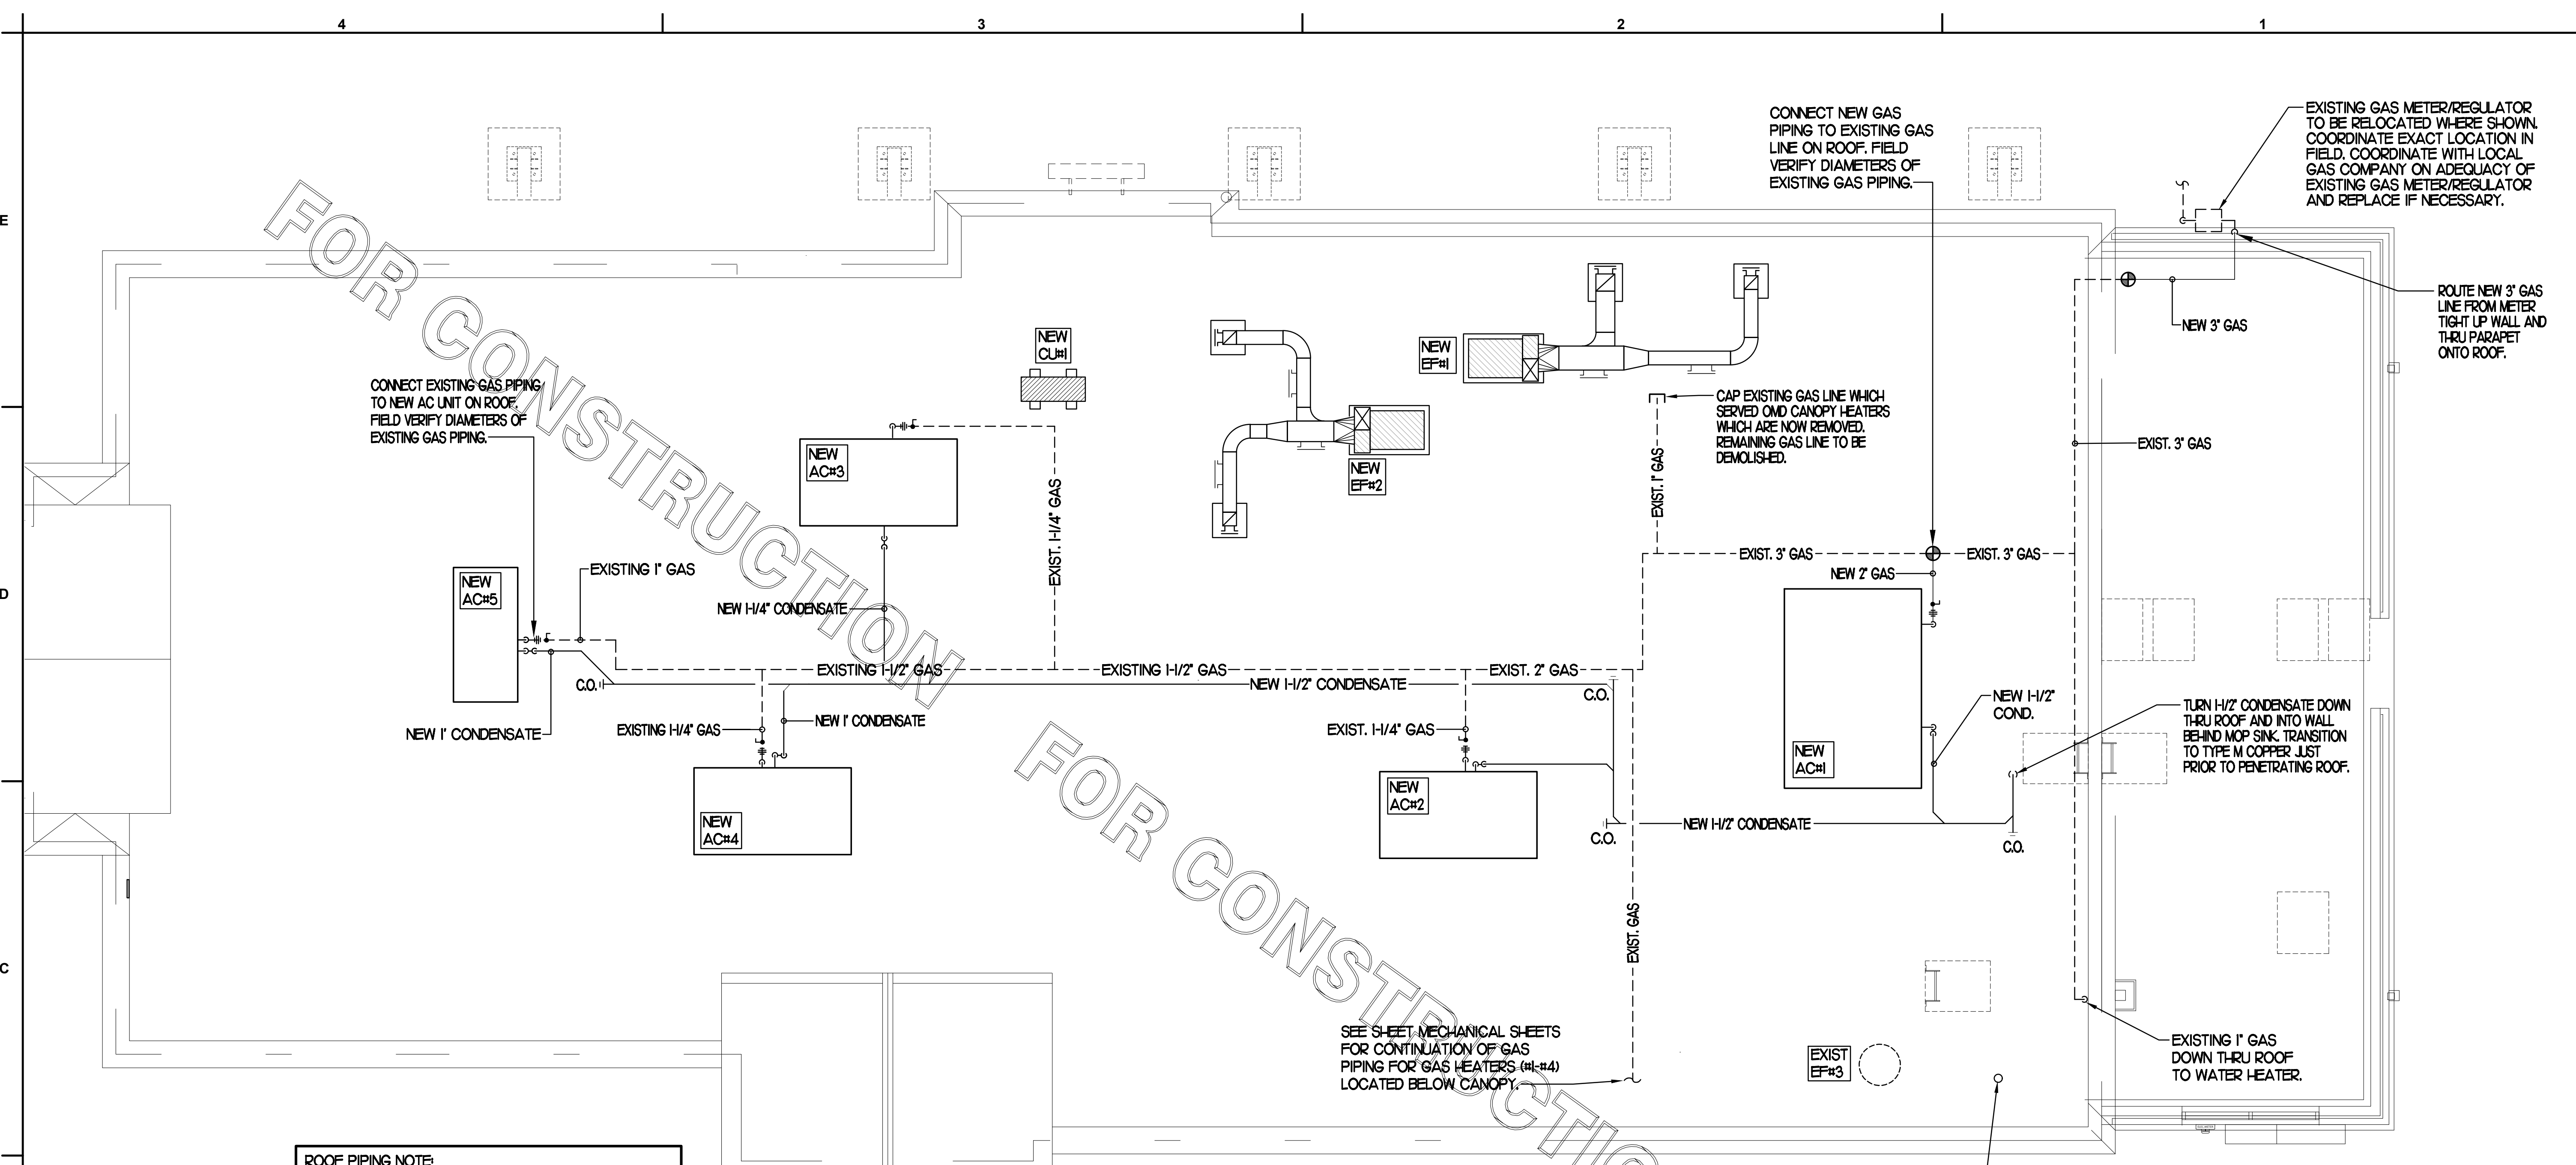 4
3
2
1
E
D
C
CONNECT NEW GAS
PIPING TO EXISTING GAS
LINE ON ROOF. FIELD
VERIFY DIAMETERS OF
EXISTING GAS PIPING.
EXISTING GAS METER/REGULATOR
TO BE RELOCATED WHERE SHOWN.
COORDINATE EXACT LOCATION IN
FIELD. COORDINATE WITH LOCAL
GAS COMPANY ON ADEQUACY OF
EXISTING GAS METER/REGULATOR
AND REPLACE IF NECESSARY.
ROUTE NEW 3" GAS
LINE FROM METER
TIGHT UP WALL AND
THRU PARAPET
ONTO ROOF.
NEW 3" GAS
FOR CONSTRUCTION
NEW
CU#1
NEW
EF#1
NEW
EF#2
CONNECT EXISTING GAS PIPING
TO NEW AC UNIT ON ROOF.
FIELD VERIFY DIAMETERS OF
EXISTING GAS PIPING.
CAP EXISTING GAS LINE WHICH
SERVED OMD CANOPY HEATERS
WHICH ARE NOW REMOVED.
REMAINING GAS LINE TO BE
DEMOLISHED.
EXIST. 3" GAS
NEW
AC#3
EXIST. 1-1/4" GAS
EXIST. 1" GAS
EXIST. 3" GAS
EXIST. 3" GAS
NEW 2" GAS
EXISTING 1" GAS
NEW
AC#5
NEW 1-1/4" CONDENSATE
EXISTING 1-1/2" GAS
EXISTING 1-1/2" GAS
EXIST. 2" GAS
C.O.
NEW 1-1/2" CONDENSATE
C.O.
NEW 1" CONDENSATE
EXISTING 1-1/4" GAS
NEW 1" CONDENSATE
EXIST. 1-1/4" GAS
NEW 1-1/2"
COND.
TURN 1-1/2" CONDENSATE DOWN
THRU ROOF AND INTO WALL
BEHIND MOP SINK. TRANSITION
TO TYPE M COPPER JUST
PRIOR TO PENETRATING ROOF.
NEW
AC#1
NEW
AC#2
NEW
AC#4
C.O.
NEW 1-1/2" CONDENSATE
C.O.
FOR CONSTRUCTIO
EXIST. GAS
SEE SHEET MECHANICAL SHEETS
FOR CONTINUATION OF GAS
PIPING FOR GAS HEATERS (#1-#4)
LOCATED BELOW CANOPY.
EXIST
EF#3
EXISTING 1" GAS
DOWN THRU ROOF
TO WATER HEATER.
ROOF PIPING NOTE: